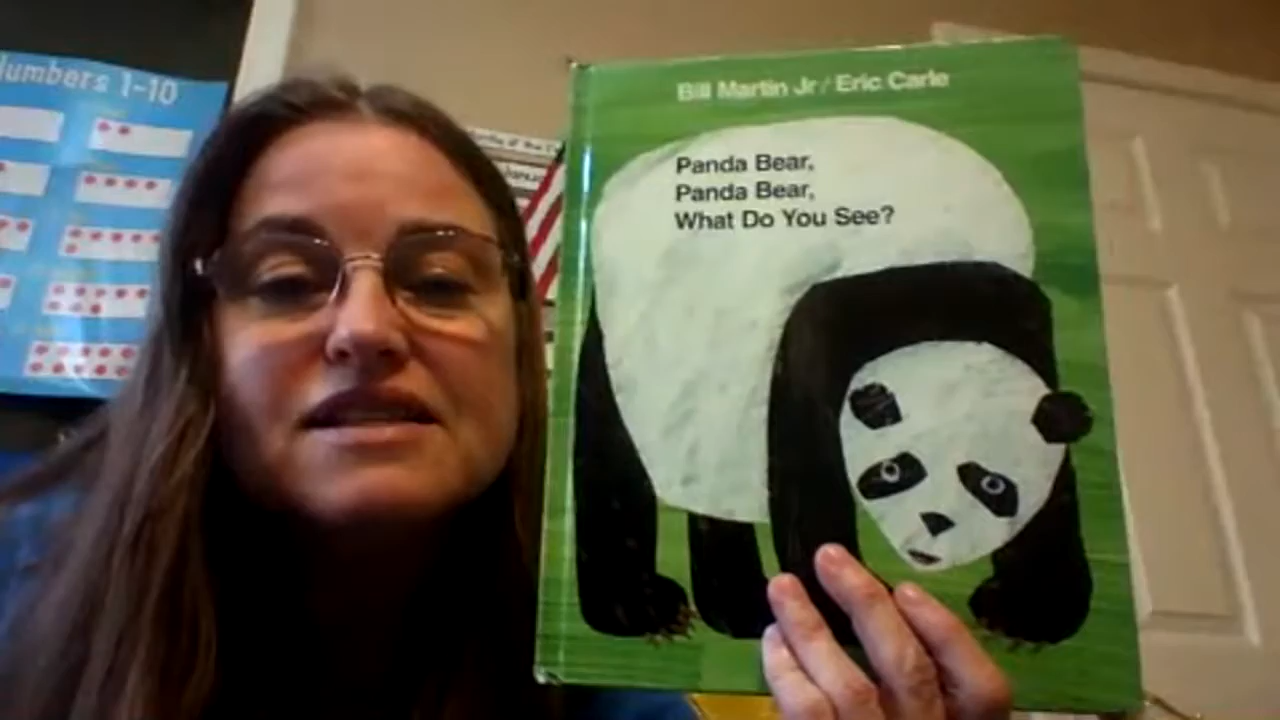 Numbers 1-10
Bill Martin Jr / Eric Carle
Panda Bear,
Panda Bear,
What Do You See?